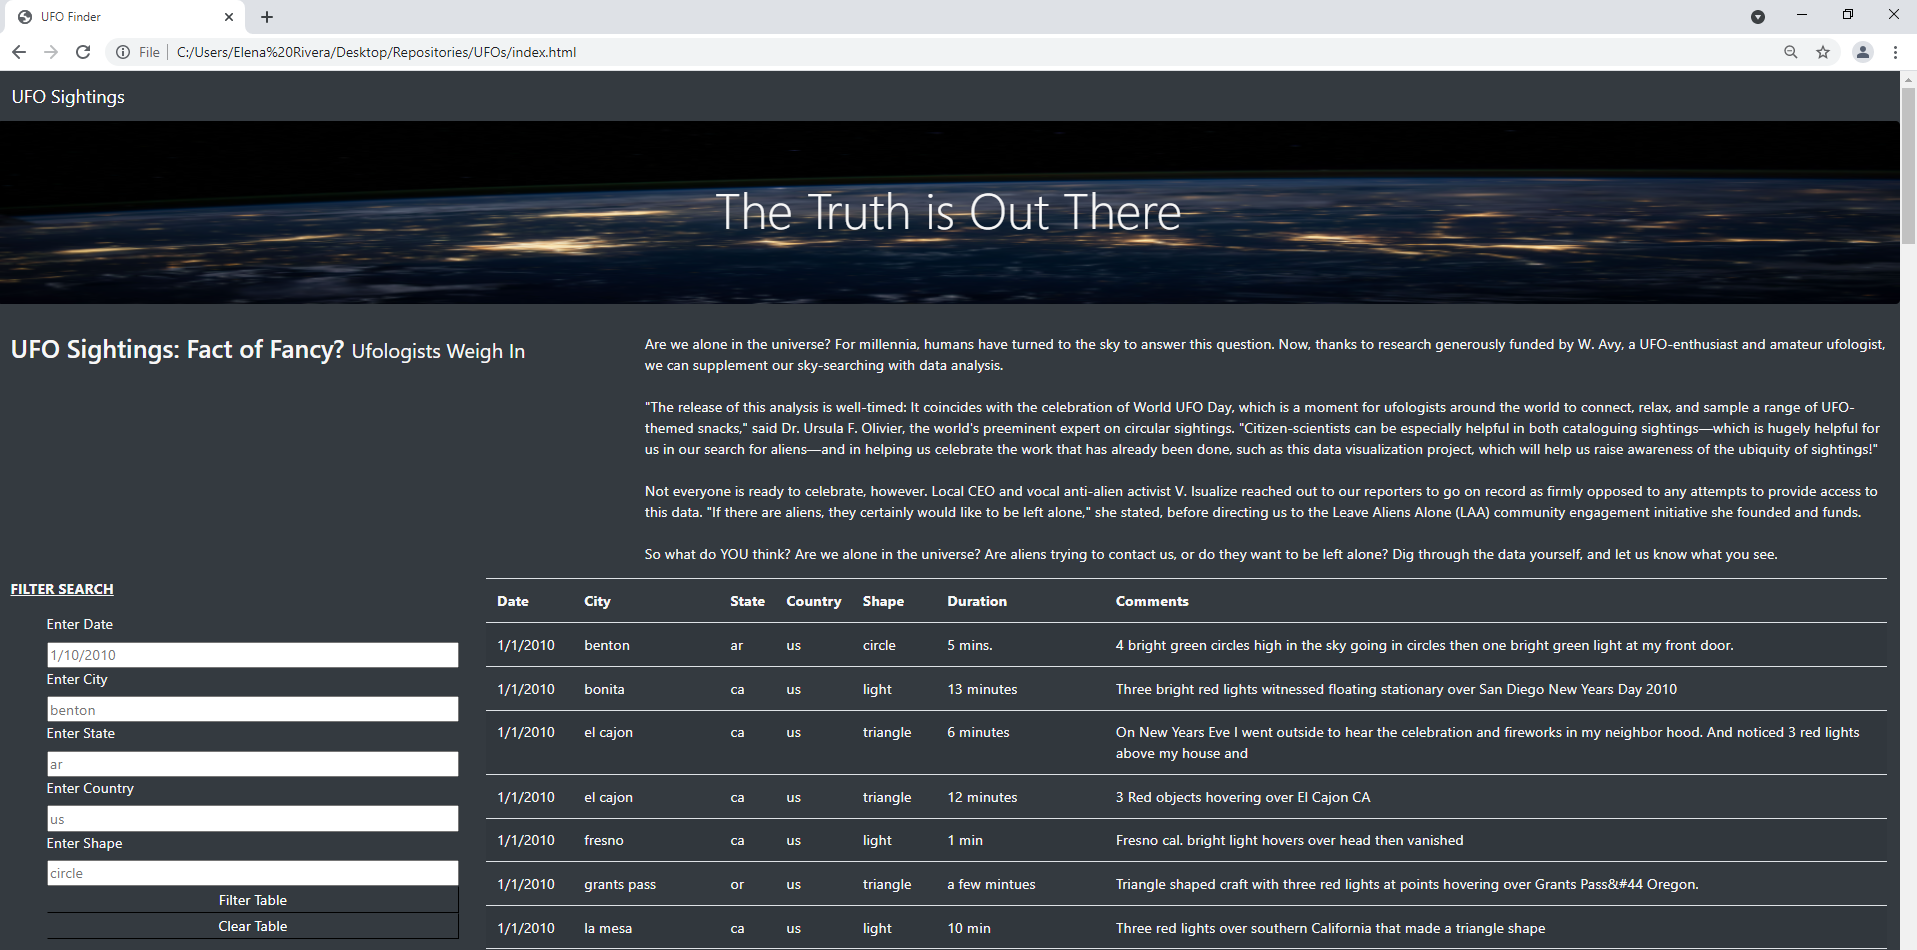 UFO Finder
File C:/Users/Elena%20Rivera/Desktop/Repositories/UFOs/index.html
UFO Sightings
The Truth is Out There
UFO Sightings: Fact of Fancy? Ufologists Weigh In
Are we alone in the universe? For millennia, humans have turned to the sky to answer this question. Now, thanks to research generously funded by W. Avy, a UFO-enthusiast and amateur ufologist,
we can supplement our sky-searching with data analysis.
"The release of this analysis is well-timed: It coincides with the celebration of World UFO Day, which is a moment for ufologists around the world to connect, relax, and sample a range of UFO-
themed snacks," said Dr. Ursula F. Olivier, the world's preeminent expert on circular sightings. "Citizen-scientists can be especially helpful in both cataloguing sightings—which is hugely helpful for
us in our search for aliens—and in helping us celebrate the work that has already been done, such as this data visualization project, which will help us raise awareness of the ubiquity of sightings!"
Not everyone is ready to celebrate, however. Local CEO and vocal anti-alien activist V. Isualize reached out to our reporters to go on record as firmly opposed to any attempts to provide access to
this data. "If there are aliens, they certainly would like to be left alone," she stated, before directing us to the Leave Aliens Alone (LAA) community engagement initiative she founded and funds.
So what do YOU think? Are we alone in the universe? Are aliens trying to contact us, or do they want to be left alone? Dig through the data yourself, and let us know what you see.
FILTER SEARCH
Enter Date
1/10/2010
Enter City
benton
Enter State
ar
Enter Country
us
Enter Shape
circle
Filter Table
Clear Table
Date City State Country Shape Duration Comments
1/1/2010 benton ar us circle 5 mins. 4 bright green circles high in the sky going in circles then one bright green light at my front door.
1/1/2010 bonita ca us light 13 minutes Three bright red lights witnessed floating stationary over San Diego New Years Day 2010
1/1/2010 el cajon ca us triangle 6 minutes On New Years Eve I went outside to hear the celebration and fireworks in my neighbor hood. And noticed 3 red lights
above my house and
1/1/2010 el cajon ca us triangle 12 minutes 3 Red objects hovering over El Cajon CA
1/1/2010 fresno ca us light 1 min Fresno cal. bright light hovers over head then vanished
1/1/2010 grants pass or us triangle a few mintues Triangle shaped craft with three red lights at points hovering over Grants Pass&#44 Oregon.
1/1/2010 la mesa ca us light 10 min Three red lights over southern California that made a triangle shape